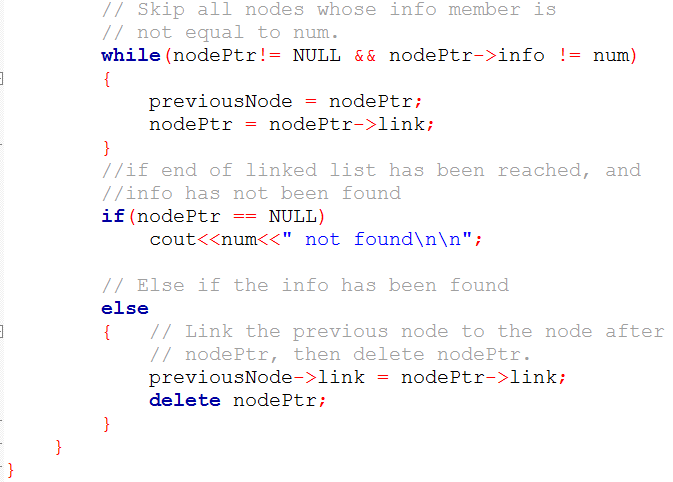 // Skip all nodes whose info member is
// not equal to num.
while(nodePtr!= NULL && nodePtr->info != num)
{
previousNode = nodePtr;
nodePtr = nodePtr->link;
}
//if end of linked list has been reached, and
//info has not been found
if(nodePtr == NULL)
cout<<num<<" not found\n\n";
// Else if the info has been found
else
{ // Link the previous node to the node after
// nodePtr, then delete nodePtr.
previousNode->link = nodePtr->link;
delete nodePtr;
}
}
}